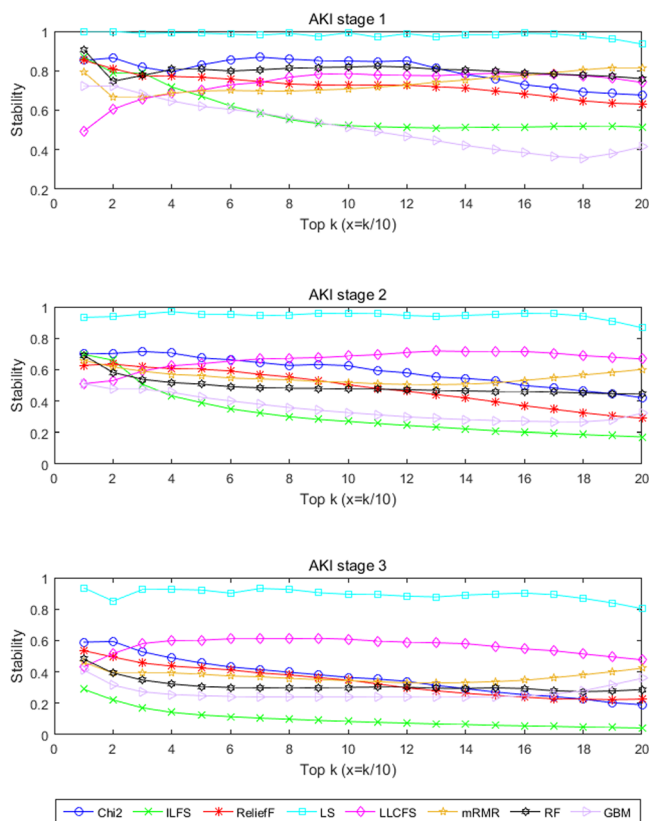 AKI stage 1
1
0.8
0.6
0.4
0.2
Stability
0 2 4 6 8 10 12 14 16 18 20
Top k (x=k/10)
AKI stage 2
1
0.8
0.6
0.4
0.2
0
Stability
0 2 4 6 8 10 12 14 16 18 20
Top k (x=k/10)
AKI stage 3
1
0.8
0.6
0.4
0.2
0
Stability
0 2 4 6 8 10 12 14 16 18 20
Top k (x=k/10)
Chi2 ILFS ReliefF LS LLCFS mRMR RF GBM